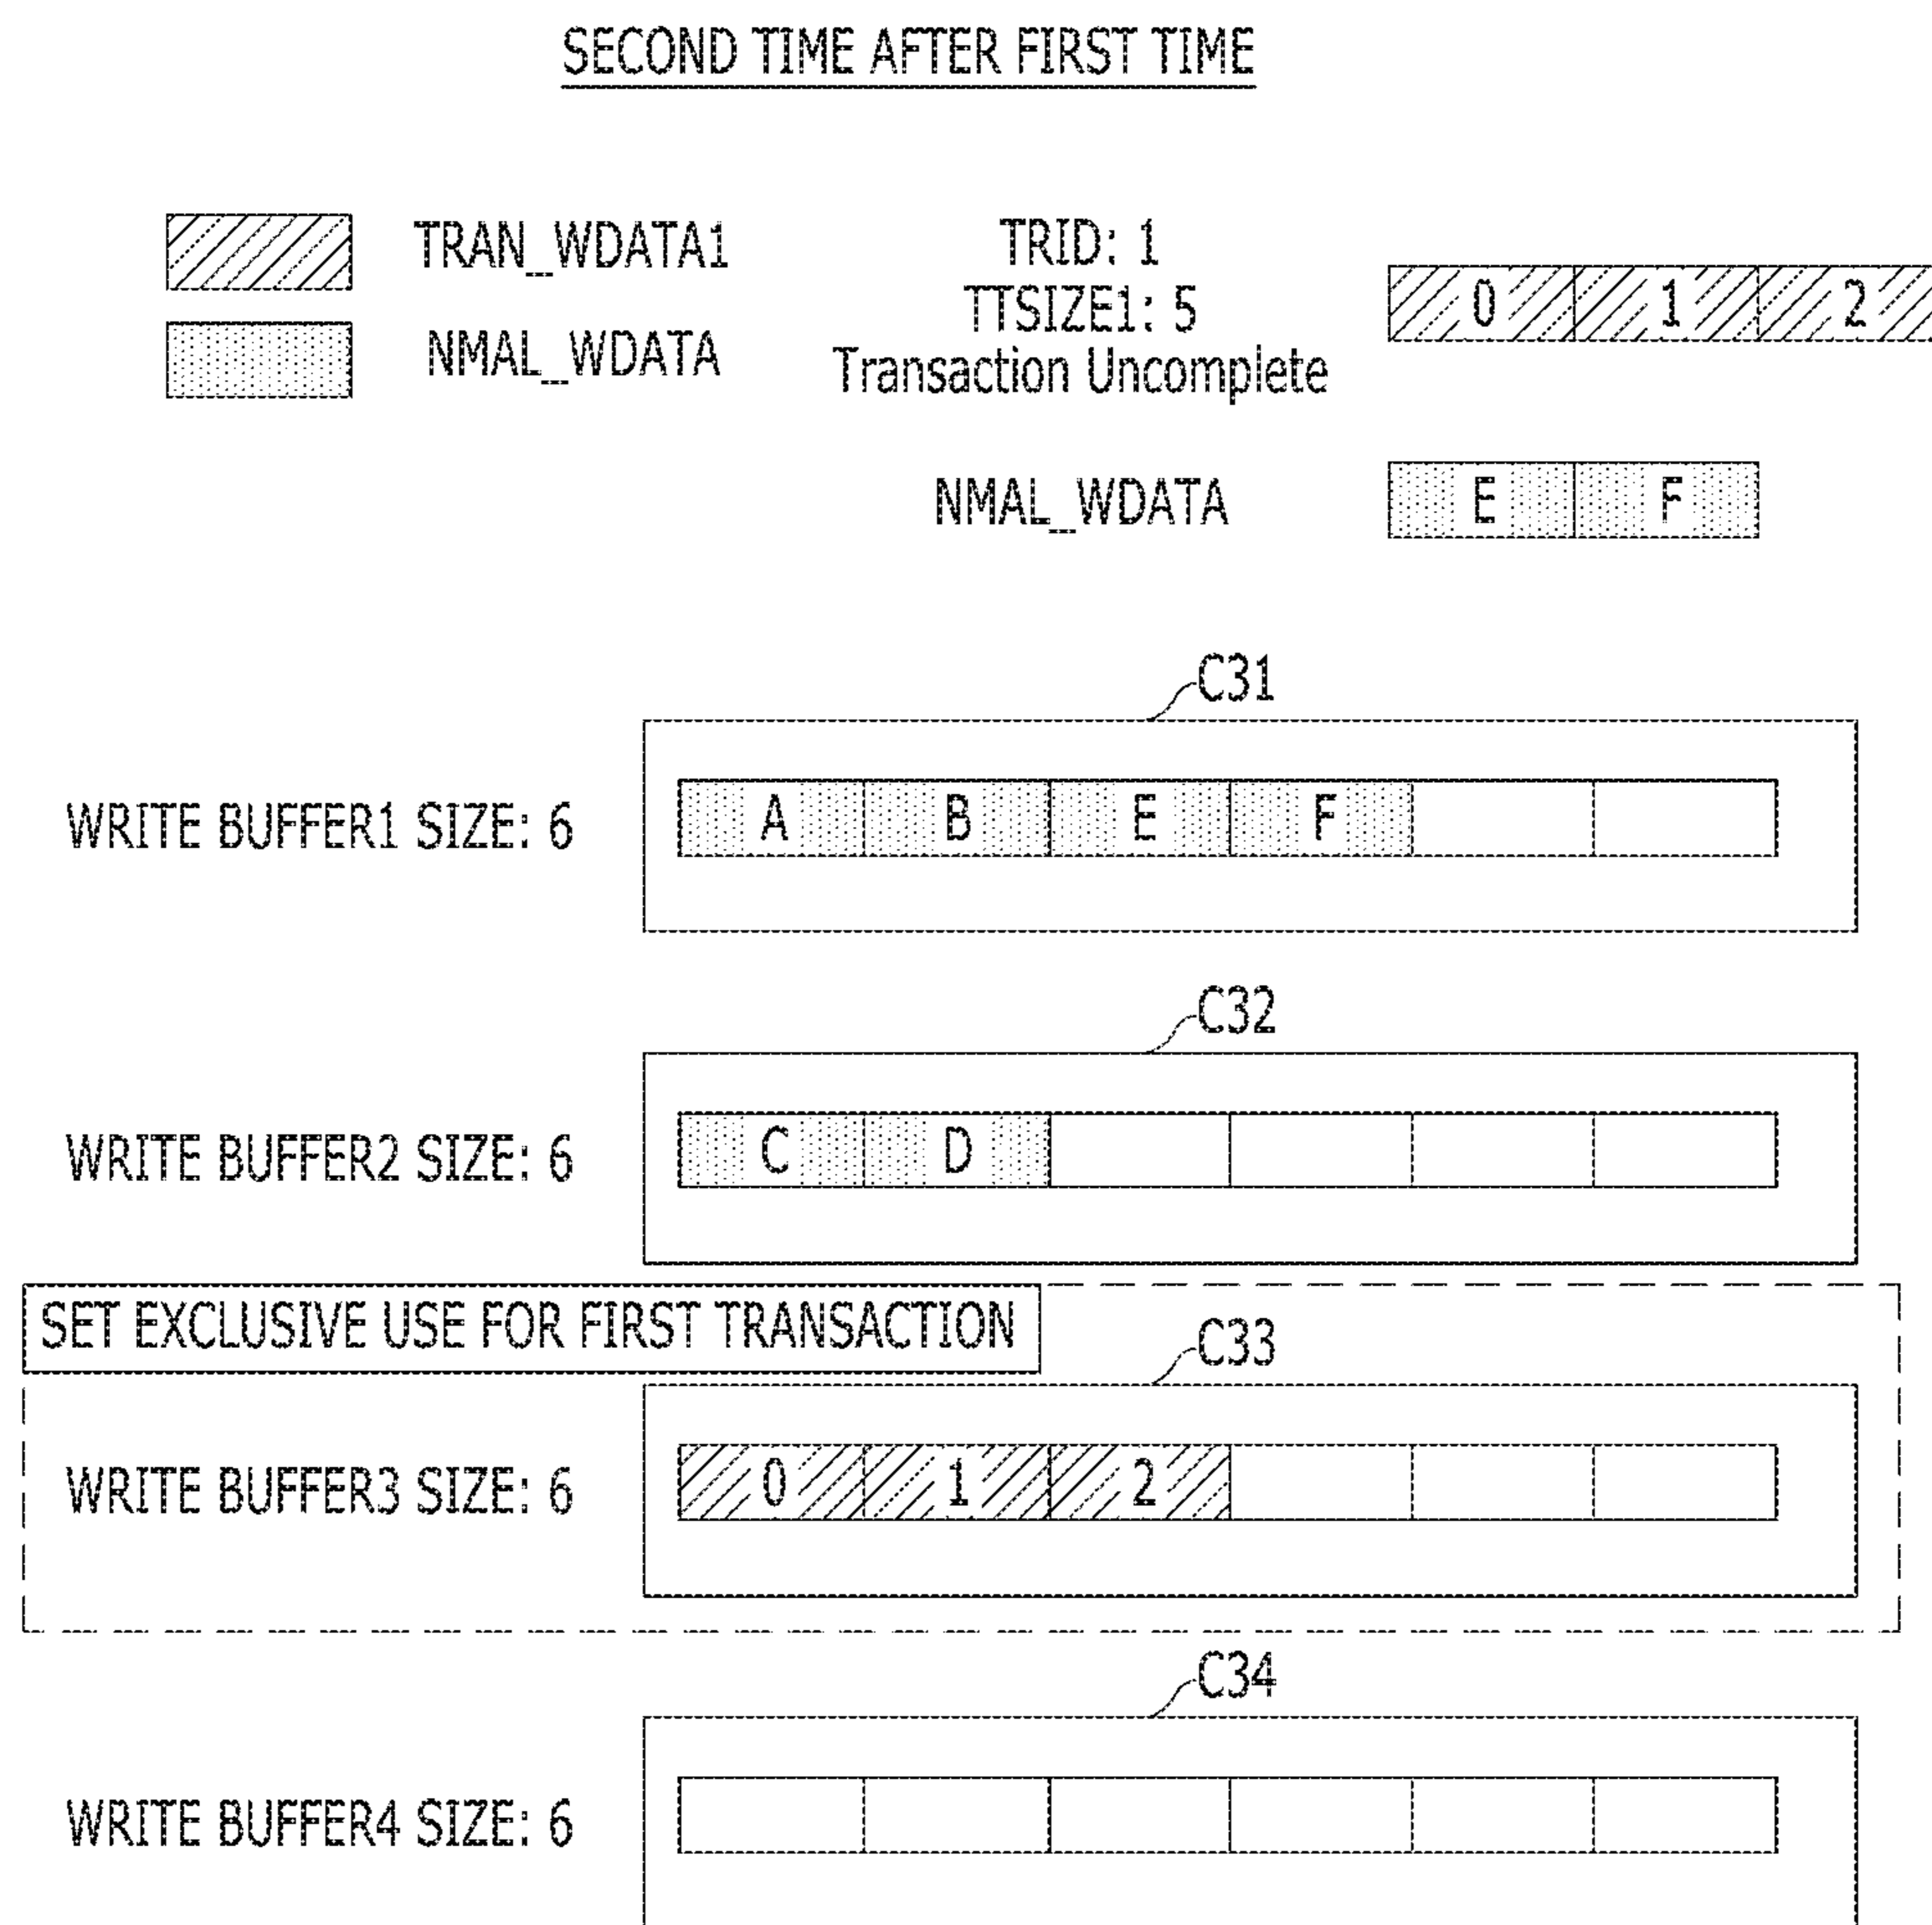 SECOND TIME AFTER FIRST TIME
TRAN_WDATA1
NMAL_WDATA
TRID: 1
TTSIZE1: 5
Transaction Uncomplete
0 1 2
NMAL_WDATA
E F
C31
WRITE BUFFER1 SIZE: 6
A B E F
C32
WRITE BUFFER2 SIZE: 6
C D
SET EXCLUSIVE USE FOR FIRST TRANSACTION
C33
WRITE BUFFER3 SIZE: 6
0 1 2
C34
WRITE BUFFER4 SIZE: 6